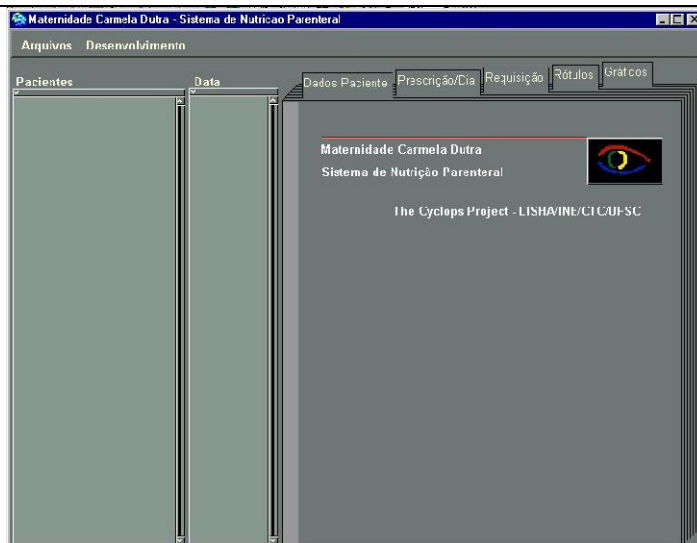 Maternidade Carmela Dutra - Sistema de Nutricao Parenteral
Arquivos Desenvolvimento
Pacientes Data
Dados Paciente Prescrição/Dia Requisição Rótulos Gráficos
Maternidade Carmela Dutra
Sistema de Nutrição Parenteral
The Cyclops Project - LISHA/INE/CTC/UFSC